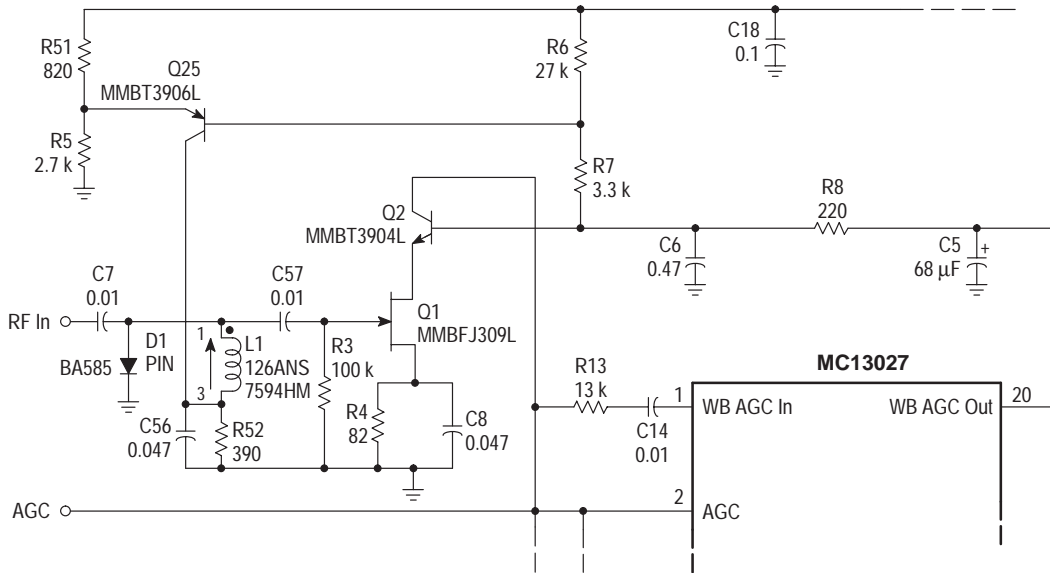 R51
820
Q25
MMBT3906L
R6
27 k
C18
0.1
R5
2.7 k
R7
3.3 k
R8
220
Q2
MMBT3904L
C6
0.47
C5
68 µF
+
C7
0.01
C57
0.01
RF In
D1
PIN
BA585
1
L1
126ANS
7594HM
3
Q1
MMBFJ309L
R3
100 k
R13
13 k
MC13027
1
WB AGC In
WB AGC Out
20
C14
0.01
C56
0.047
R52
390
R4
82
C8
0.047
AGC
2
AGC